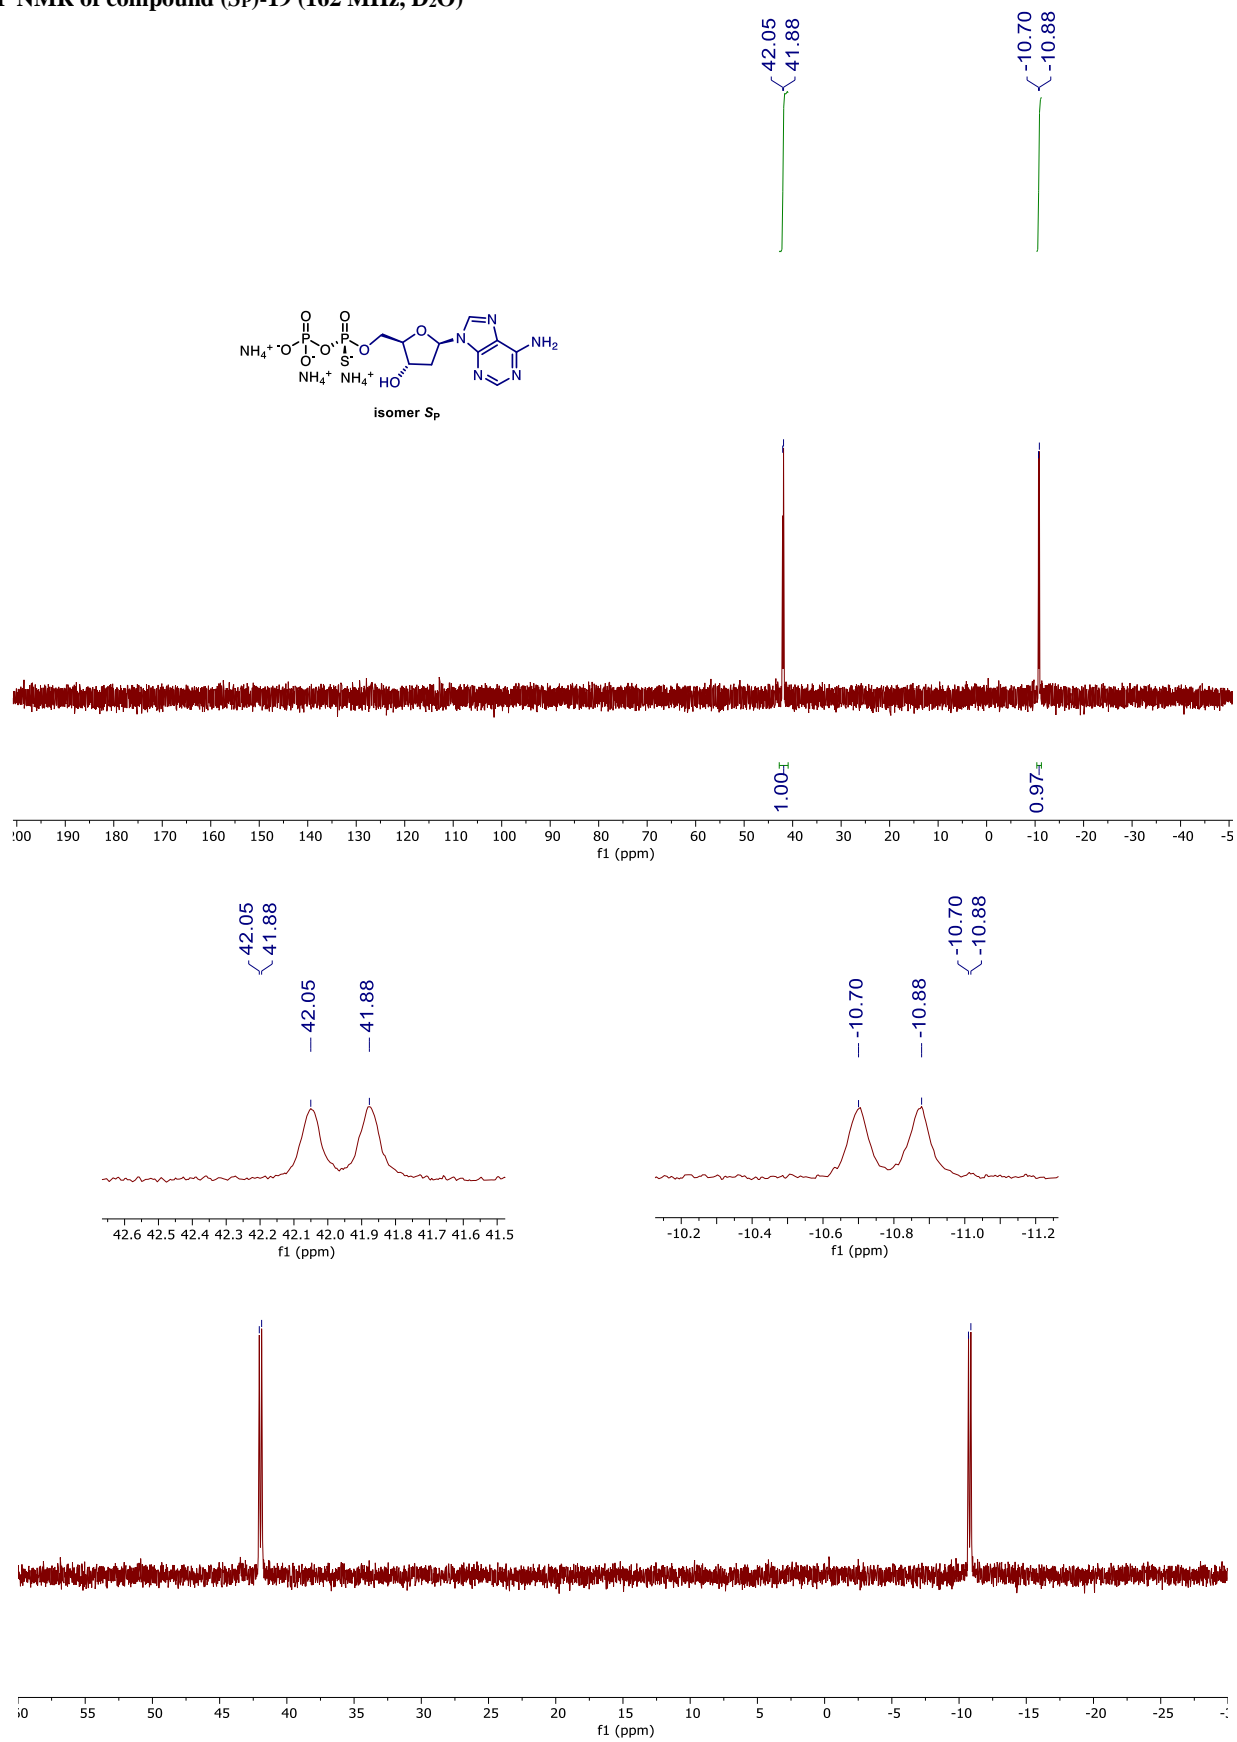 NMR of compound (SP)-19 (162 MHz, D2O)
42.05
41.88
-10.70
-10.88
O
O
NH4+ -O
P
O
P
O
O
N
N
N
NH2
O-
S-
NH4+
NH4+
HO
N
N
isomer SP
1.00
0.97
190 180 170 160 150 140 130 120 110 100 90 80 70 60 50 40 30 20 10 0 -10 -20 -30 -40
f1 (ppm)
42.05
41.88
-10.70
-10.88
42.05
41.88
-10.70
-10.88
42.6 42.5 42.4 42.3 42.2 42.1 42.0 41.9 41.8 41.7 41.6 41.5
f1 (ppm)
-10.2 -10.4 -10.6 -10.8 -11.0 -11.2
f1 (ppm)
55 50 45 40 35 30 25 20 15 10 5 0 -5 -10 -15 -20 -25
f1 (ppm)